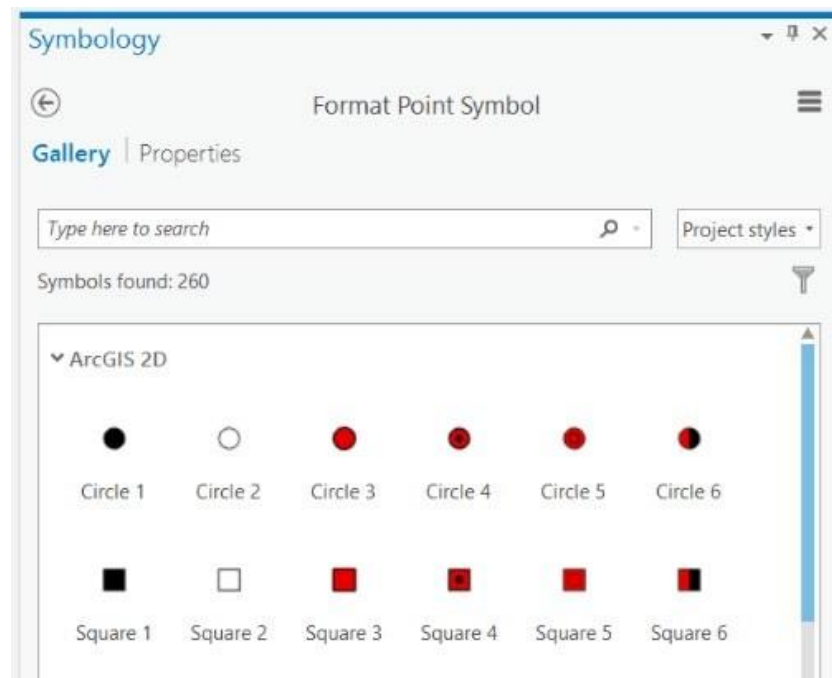 Symbology
Format Point Symbol
Gallery Properties
Type here to search Project styles
Symbols found: 260
ArcGIS 2D
Circle 1 Circle 2 Circle 3 Circle 4 Circle 5 Circle 6
Square 1 Square 2 Square 3 Square 4 Square 5 Square 6